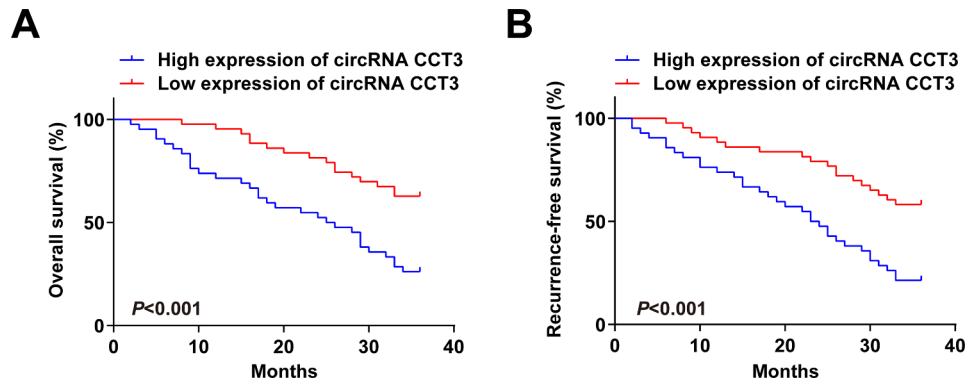 A
High expression of circRNA CCT3
Low expression of circRNA CCT3
Overall survival (%)
100
50
0
P<0.001
0 10 20 30 40
Months
B
High expression of circRNA CCT3
Low expression of circRNA CCT3
Recurrence-free survival (%)
100
50
0
P<0.001
0 10 20 30 40
Months